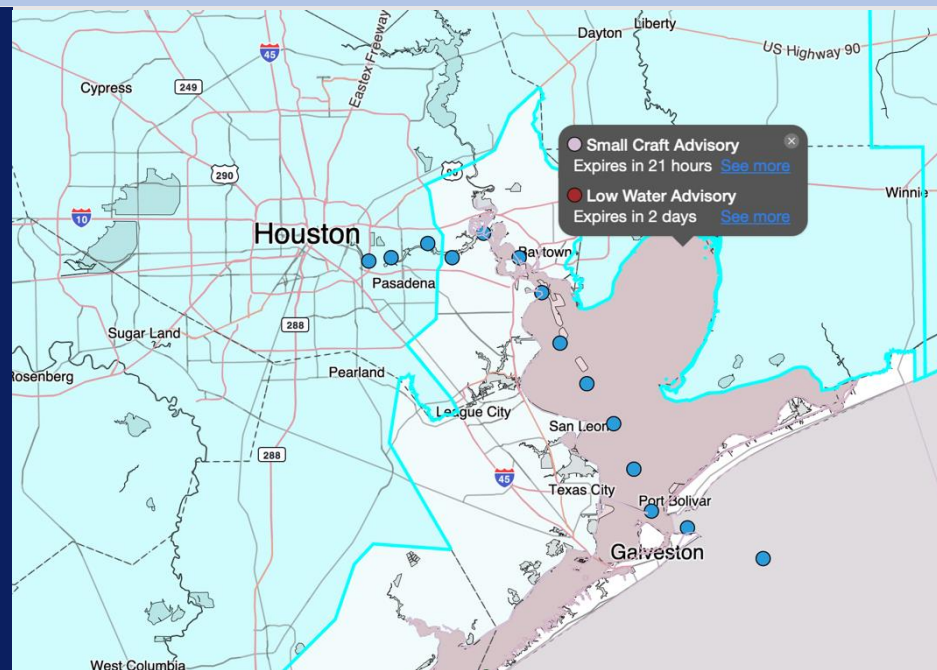 Liberty
Dayton
US Highway 90
45
Eastex Freeway
Cypress
249
Small Craft Advisory
Expires in 21 hours See more
Low Water Advisory
Expires in 2 days See more
290
90
Winnie
10
Houston
Baytown
Pasadena
288
Sugar Land
Rosenberg
Pearland
League City
San Leon
288
45
Texas City
Port Bolivar
Galveston
West Columbia